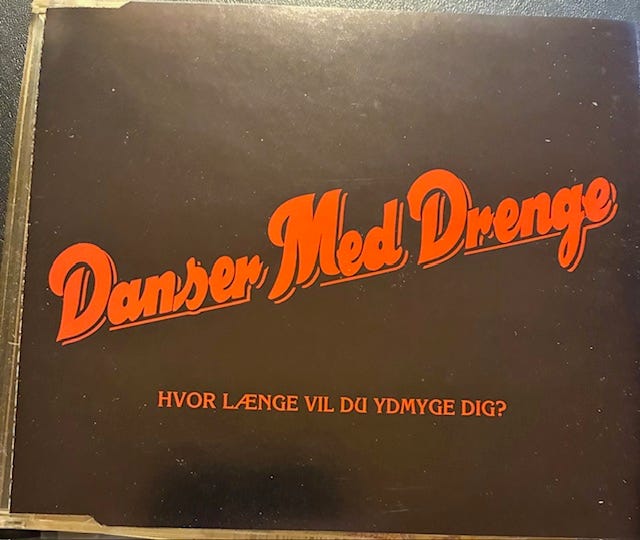 Danser Med Drenge
HVOR LÆNGE VIL DU YDMYGE DIG?